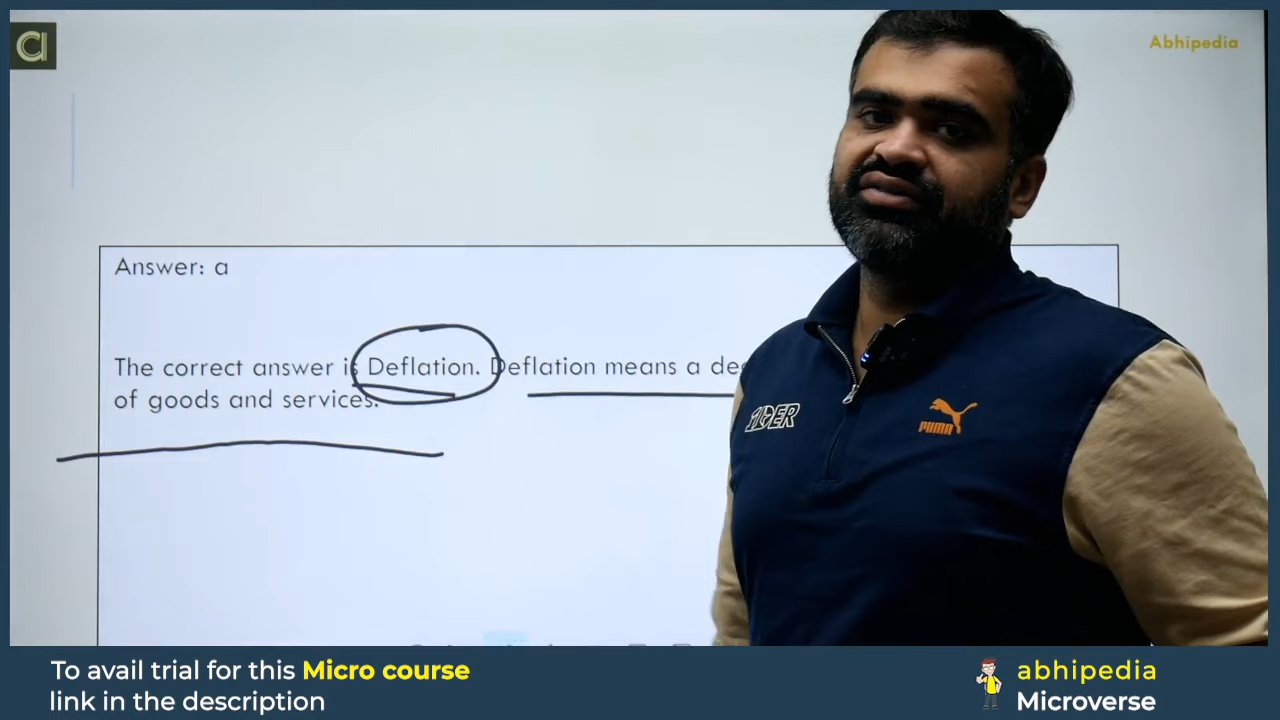 Abhipedia
Answer: a
The correct answer is Deflation. Deflation means a
of goods and services.
PUMA
To avail trial for this Micro course
link in the description
abhipedia
Microverse